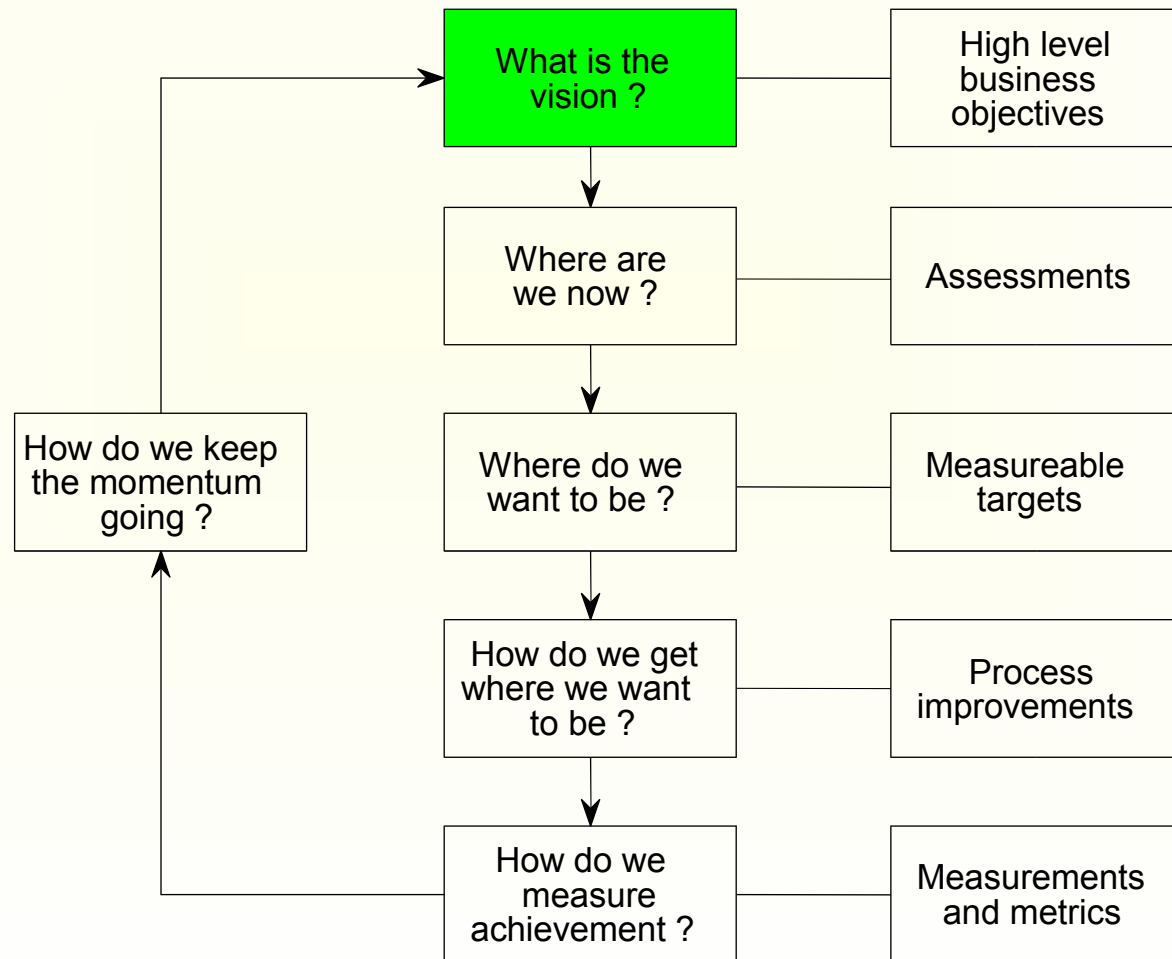 What is the
vision ?
High level
business
objectives
Where are
we now ?
Assessments
How do we keep
the momentum
going ?
Where do we
want to be ?
Measureable
targets
How do we get
where we want
to be ?
Process
improvements
How do we
measure
achievement ?
Measurements
and metrics